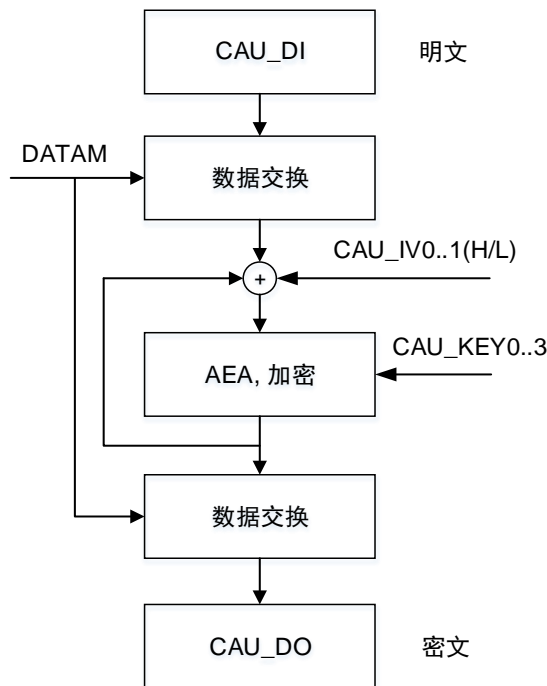 CAU_DI
明文
DATAM
数据交换
CAU_IV0..1(H/L)
+
CAU_KEY0..3
AEA, 加密
数据交换
CAU_DO
密文